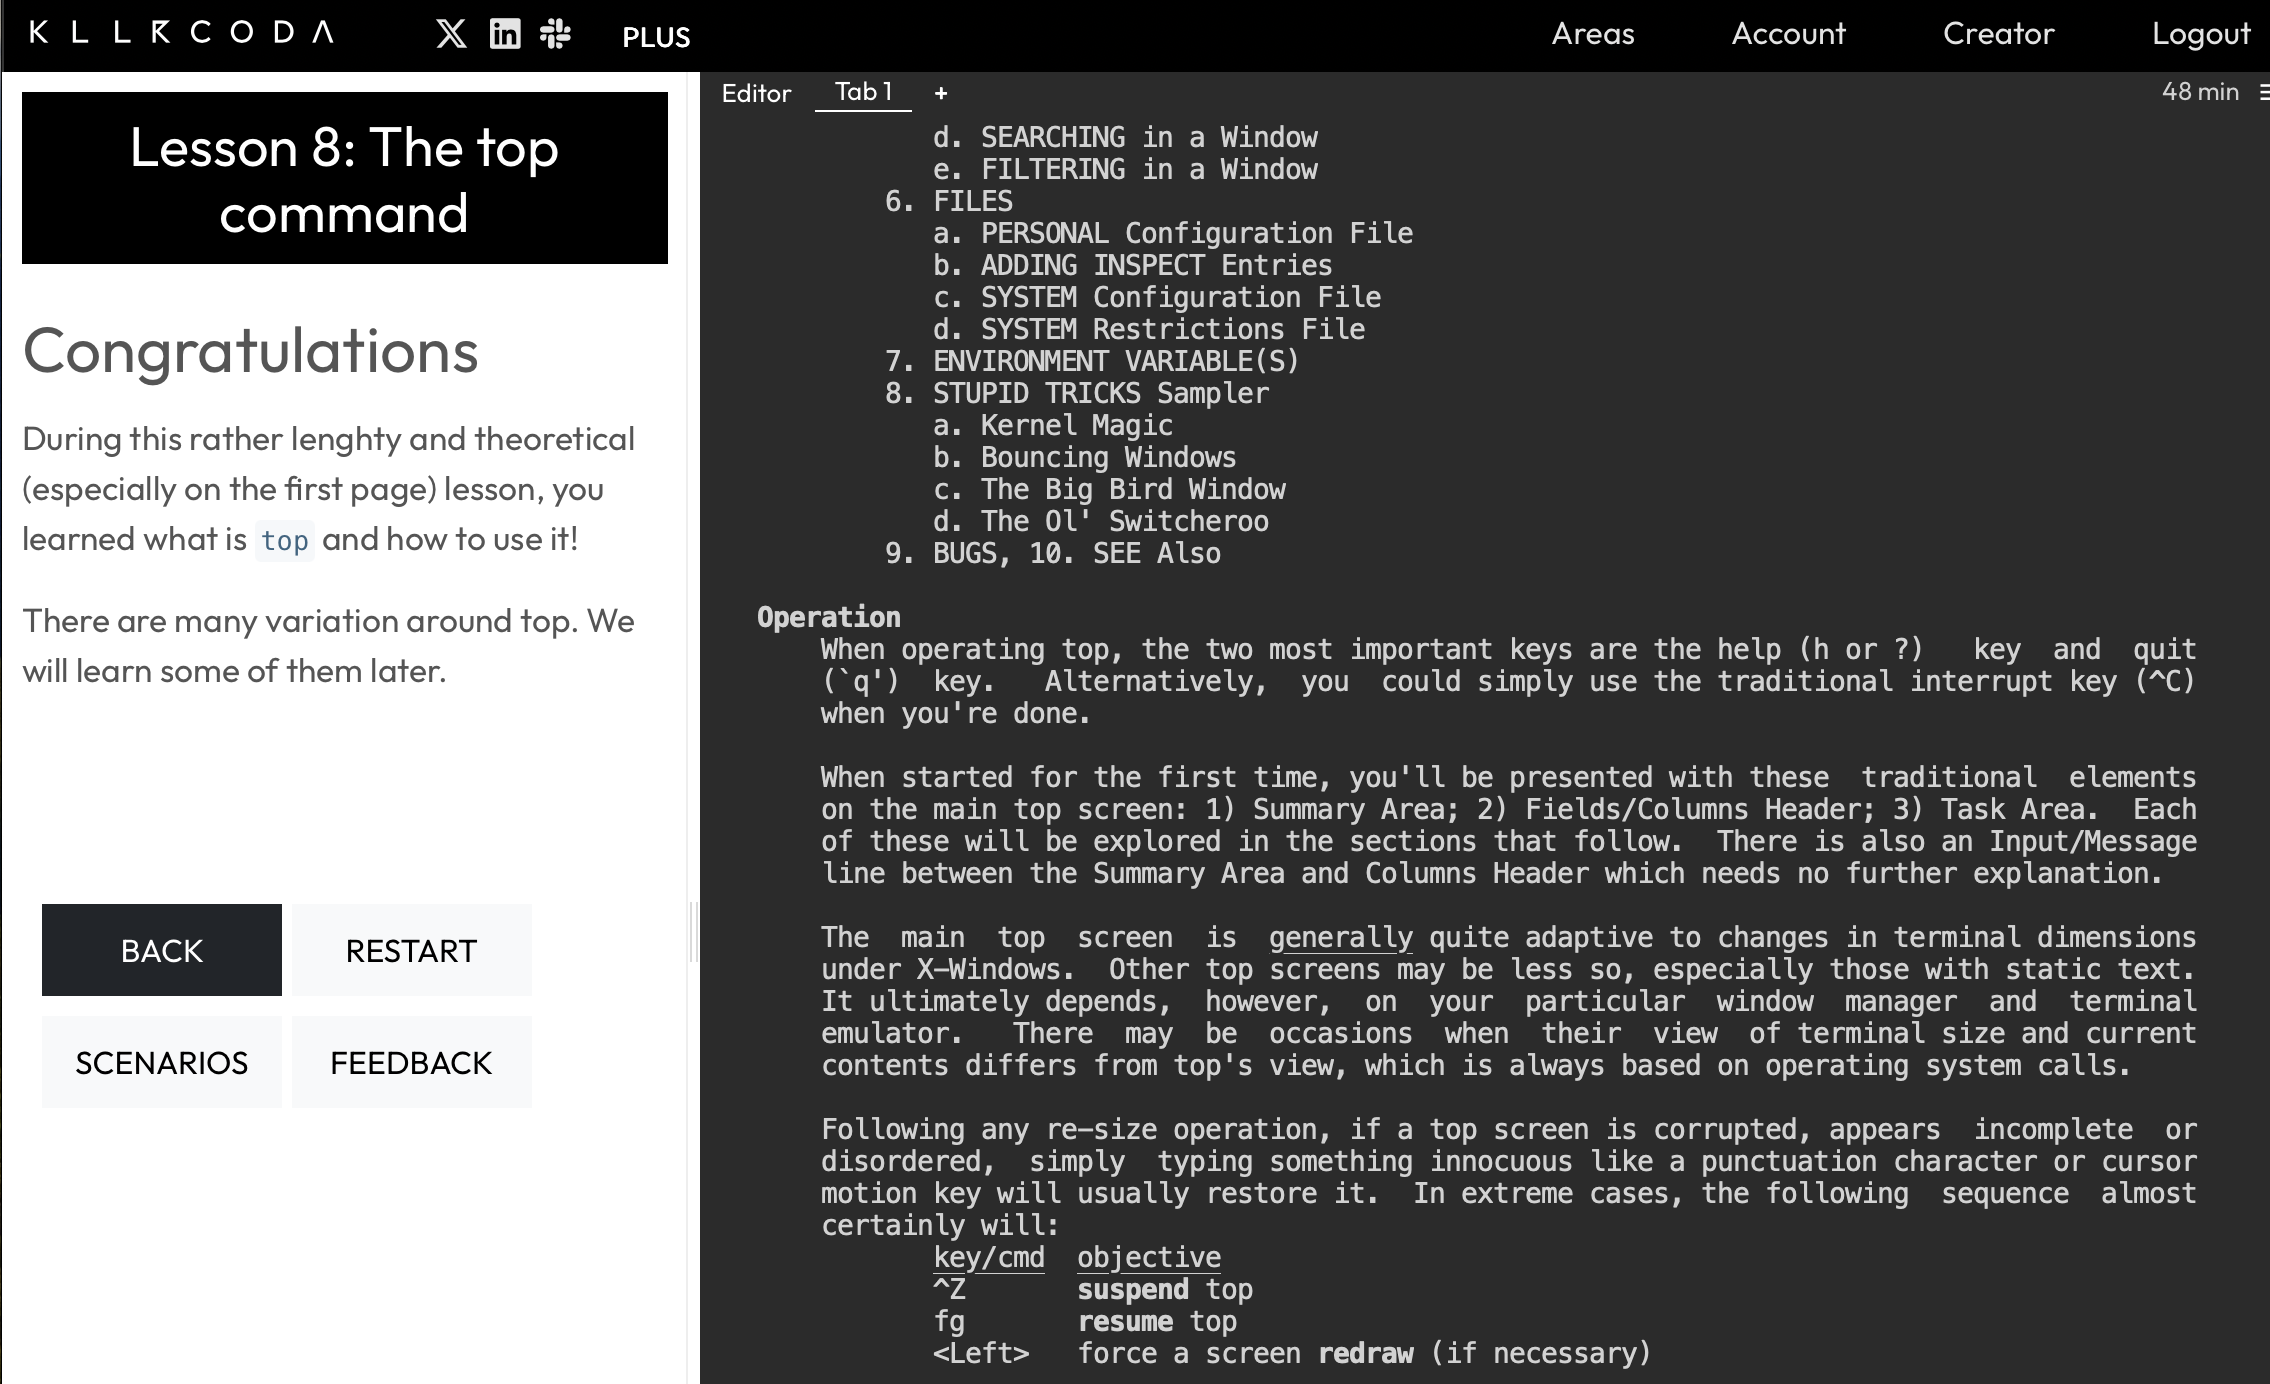 KILLERCODA PLUS Areas Account Creator Logout
Lesson 8: The top
command
Congratulations
During this rather lenghty and theoretical
(especially on the first page) lesson, you
learned what is top and how to use it!
There are many variation around top. We
will learn some of them later.
BACK RESTART
SCENARIOS FEEDBACK
Editor Tab 1 + 48 min
d. SEARCHING in a Window
e. FILTERING in a Window
6. FILES
a. PERSONAL Configuration File
b. ADDING INSPECT Entries
c. SYSTEM Configuration File
d. SYSTEM Restrictions File
7. ENVIRONMENT VARIABLE(S)
8. STUPID TRICKS Sampler
a. Kernel Magic
b. Bouncing Windows
c. The Big Bird Window
d. The Ol' Switcheroo
9. BUGS, 10. SEE Also
Operation
When operating top, the two most important keys are the help (h or ?) key and quit
(`q') key. Alternatively, you could simply use the traditional interrupt key (^C)
when you're done.
When started for the first time, you'll be presented with these traditional elements
on the main top screen: 1) Summary Area; 2) Fields/Columns Header; 3) Task Area. Each
of these will be explored in the sections that follow. There is also an Input/Message
line between the Summary Area and Columns Header which needs no further explanation.
The main top screen is generally quite adaptive to changes in terminal dimensions
under X-Windows. Other top screens may be less so, especially those with static text.
It ultimately depends, however, on your particular window manager and terminal
emulator. There may be occasions when their view of terminal size and current
contents differs from top's view, which is always based on operating system calls.
Following any re-size operation, if a top screen is corrupted, appears incomplete or
disordered, simply typing something innocuous like a punctuation character or cursor
motion key will usually restore it. In extreme cases, the following sequence almost
certainly will:
key/cmd objective
^Z suspend top
fg resume top
<Left> force a screen redraw (if necessary)